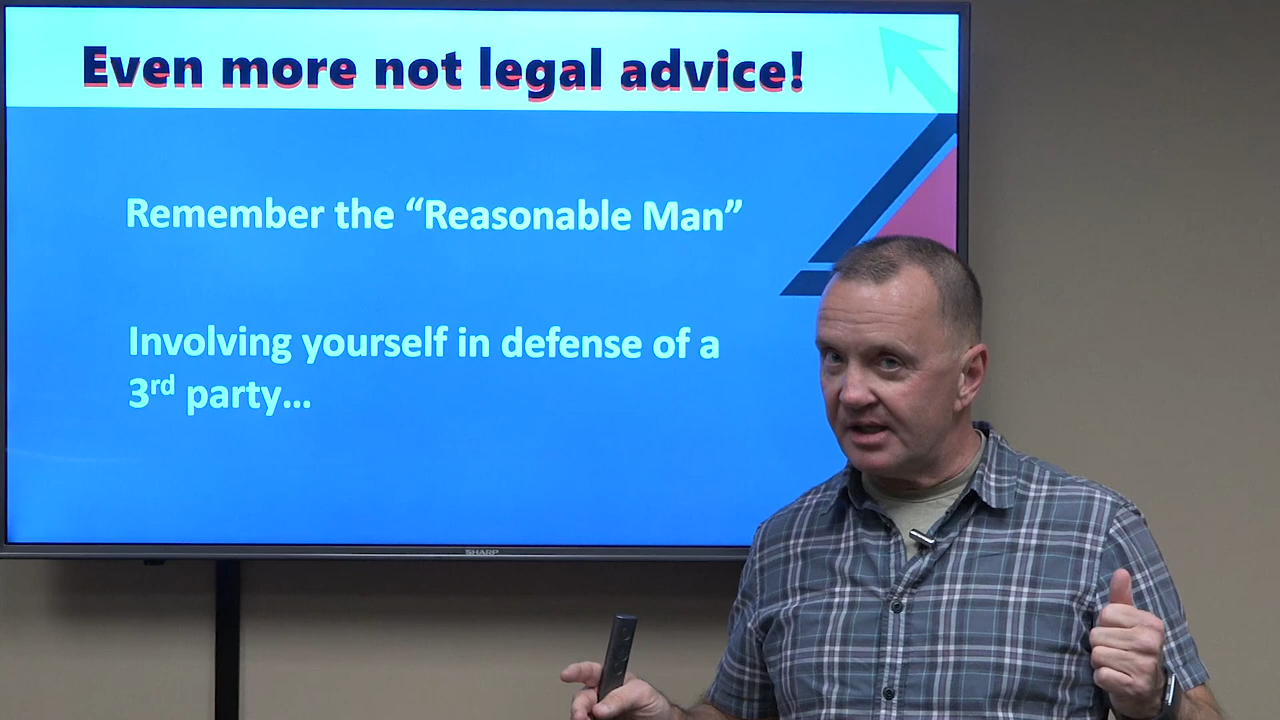 Even more not legal advice!
Remember the “Reasonable Man”
Involving yourself in defense of a
3rd party…
SHARP